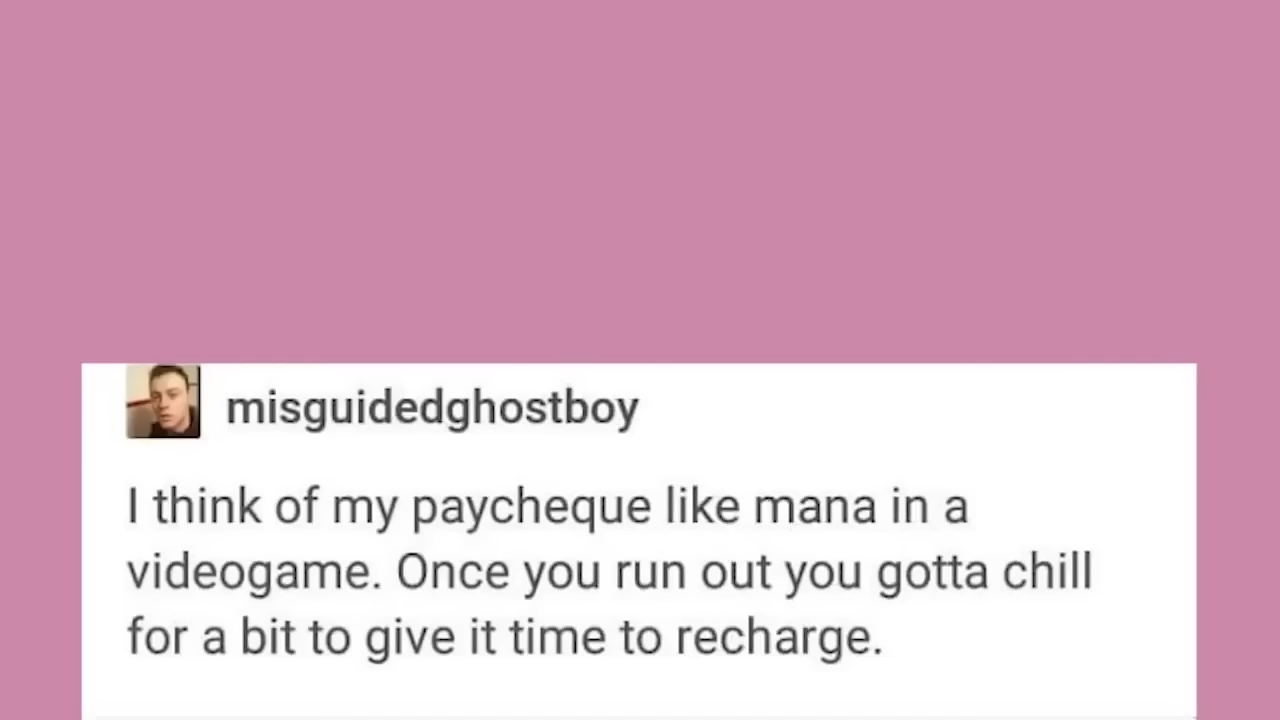 misguidedghostboy
I think of my paycheque like mana in a
videogame. Once you run out you gotta chill
for a bit to give it time to recharge.